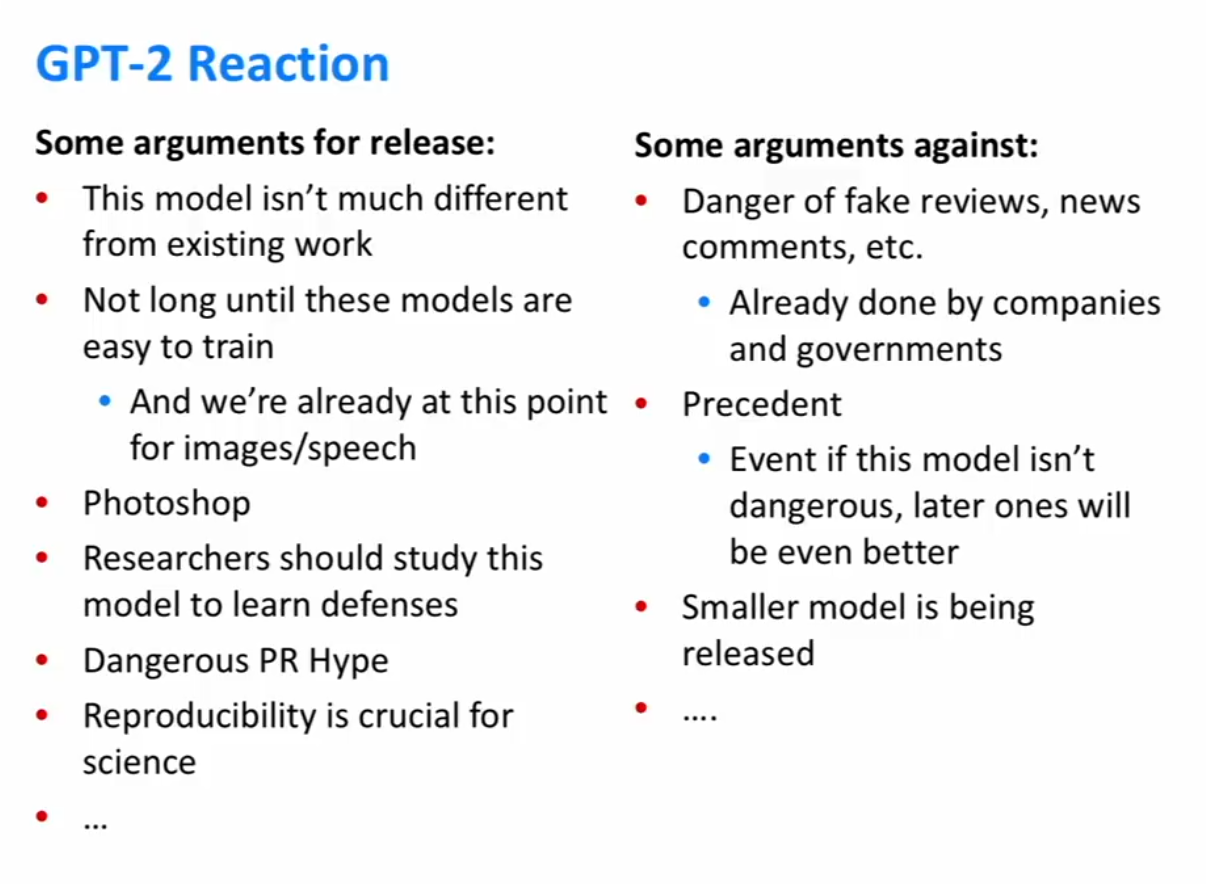 GPT-2 Reaction
Some arguments for release:
• This model isn’t much different
from existing work
• Not long until these models are
easy to train
• And we’re already at this point
for images/speech
• Photoshop
• Researchers should study this
model to learn defenses
• Dangerous PR Hype
• Reproducibility is crucial for
science
• ...
Some arguments against:
• Danger of fake reviews, news
comments, etc.
• Already done by companies
and governments
• Precedent
• Event if this model isn’t
dangerous, later ones will
be even better
• Smaller model is being
released
• ....